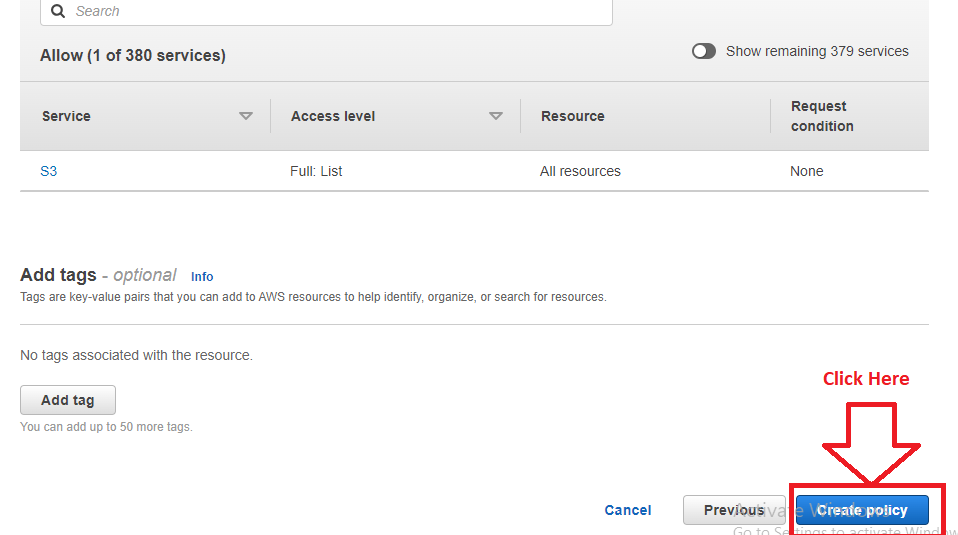 Search
Allow (1 of 380 services)
Show remaining 379 services
Service
Access level
Resource
Request
condition
S3
Full: List
All resources
None
Add tags - optional Info
Tags are key-value pairs that you can add to AWS resources to help identify, organize, or search for resources.
No tags associated with the resource.
Add tag
You can add up to 50 more tags.
Click Here
Cancel
Previous
Create policy
Activate Windows
Go to Settings to activate Window